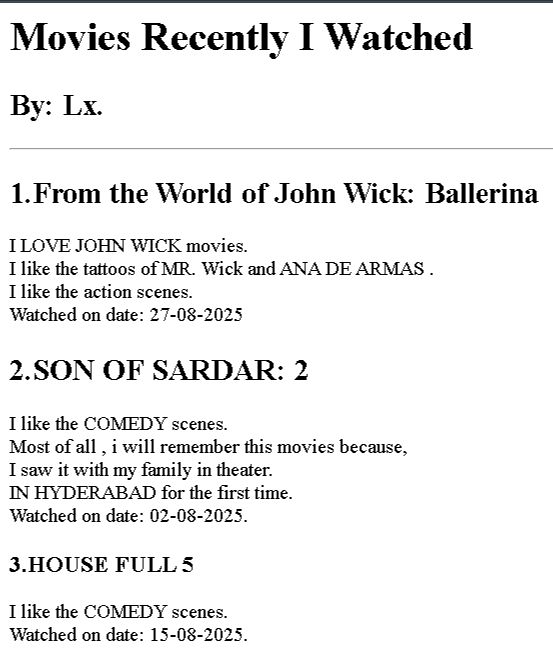 Movies Recently I Watched
By: Lx.
1.From the World of John Wick: Ballerina
I LOVE JOHN WICK movies.
I like the tattoos of MR. Wick and ANA DE ARMAS .
I like the action scenes.
Watched on date: 27-08-2025
2.SON OF SARDAR: 2
I like the COMEDY scenes.
Most of all , i will remember this movies because,
I saw it with my family in theater.
IN HYDERABAD for the first time.
Watched on date: 02-08-2025.
3.HOUSE FULL 5
I like the COMEDY scenes.
Watched on date: 15-08-2025.